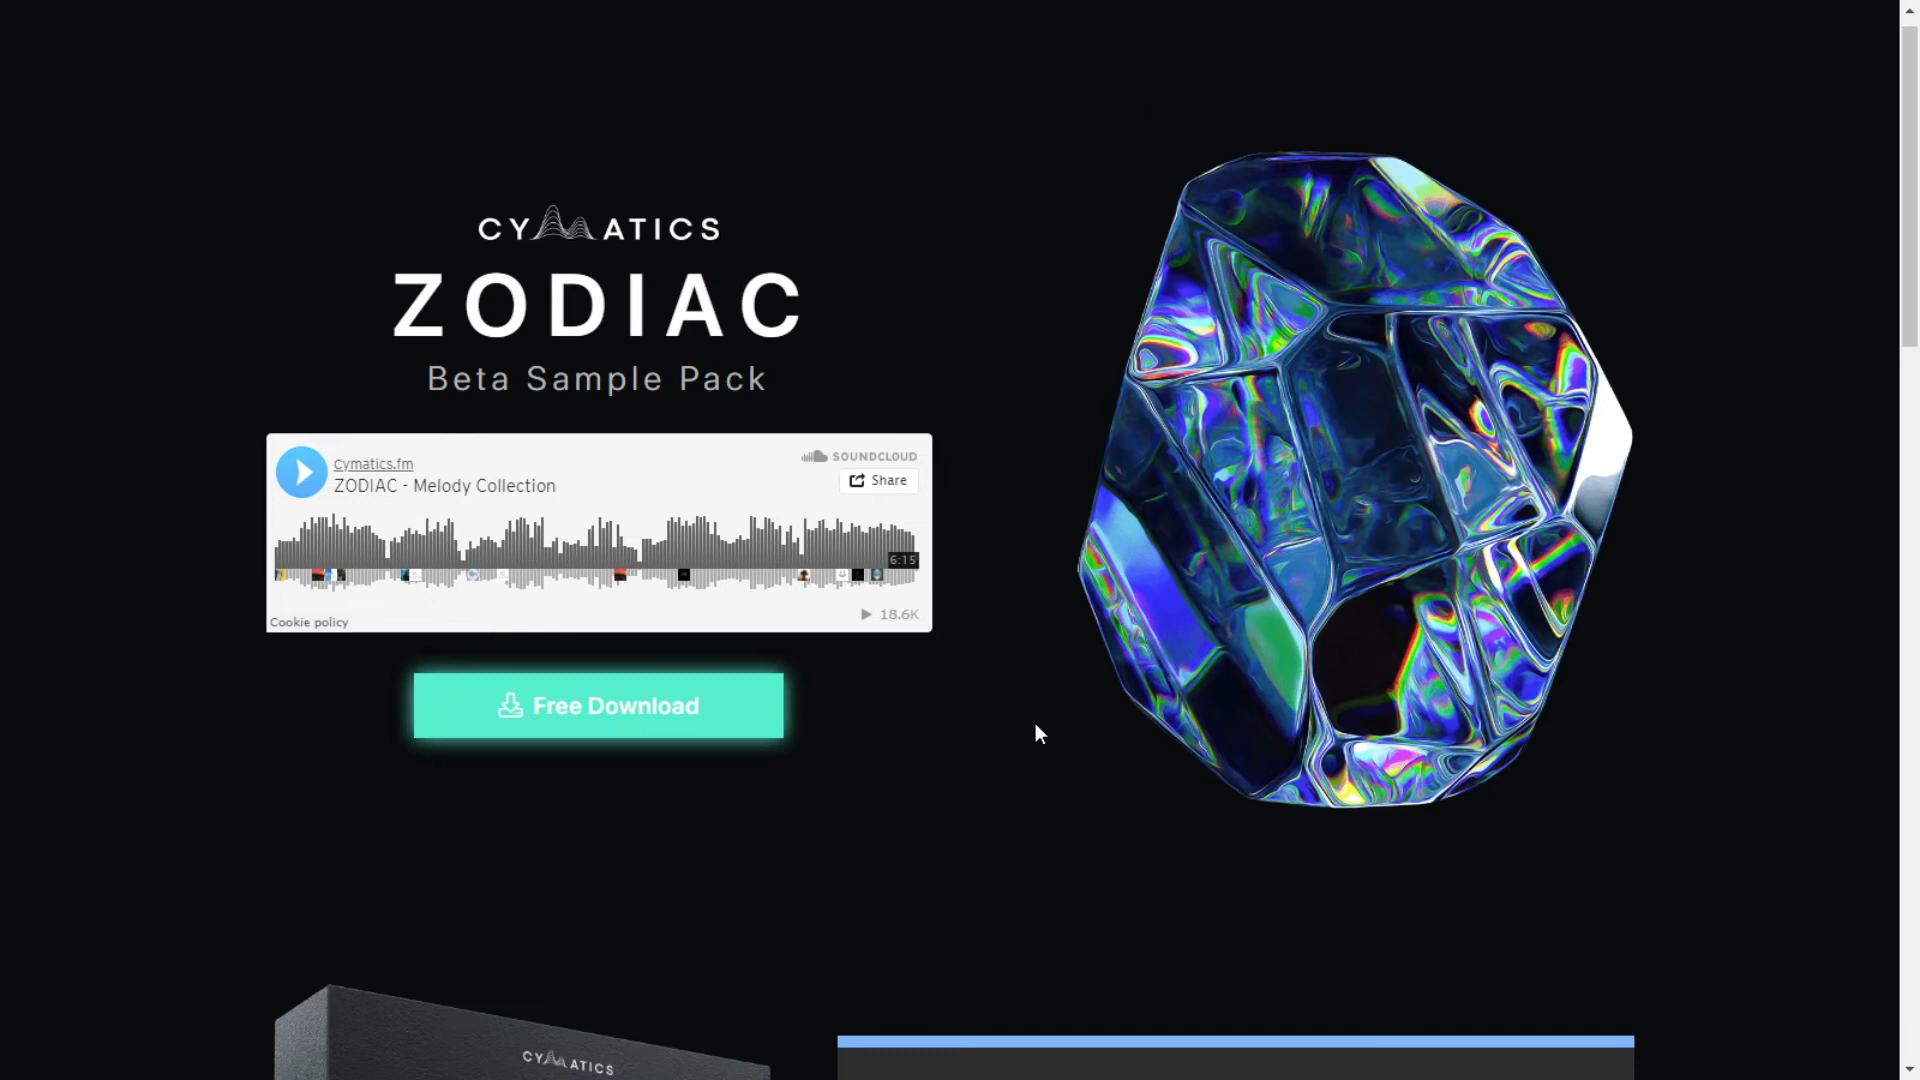 CYMATICS
ZODIAC
Beta Sample Pack
Cymatics.fm
SOUNDCLOUD
ZODIAC - Melody Collection
Share
6:15
18.6K
Cookie policy
Free Download
CYMATICS